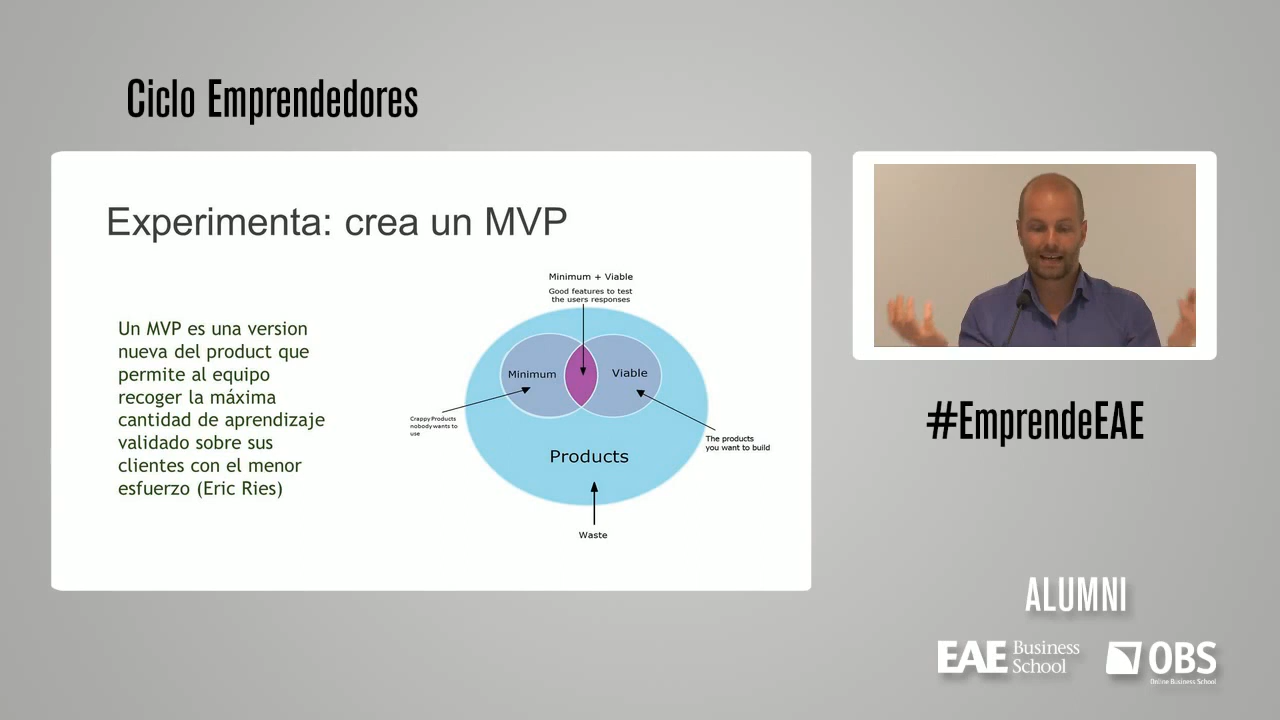 Ciclo Emprendedores
Experimenta: crea un MVP
Un MVP es una version
nueva del product que
permite al equipo
recoger la máxima
cantidad de aprendizaje
validado sobre sus
clientes con el menor
esfuerzo (Eric Ries)
Minimum + Viable
Good features to test
the users responses
Minimum
Viable
Crappy Products
nobody wants to
use
The products
you want to build
Products
Waste
#EmprendeEAE
ALUMNI
EAE Business
School
OBS
Online Business School